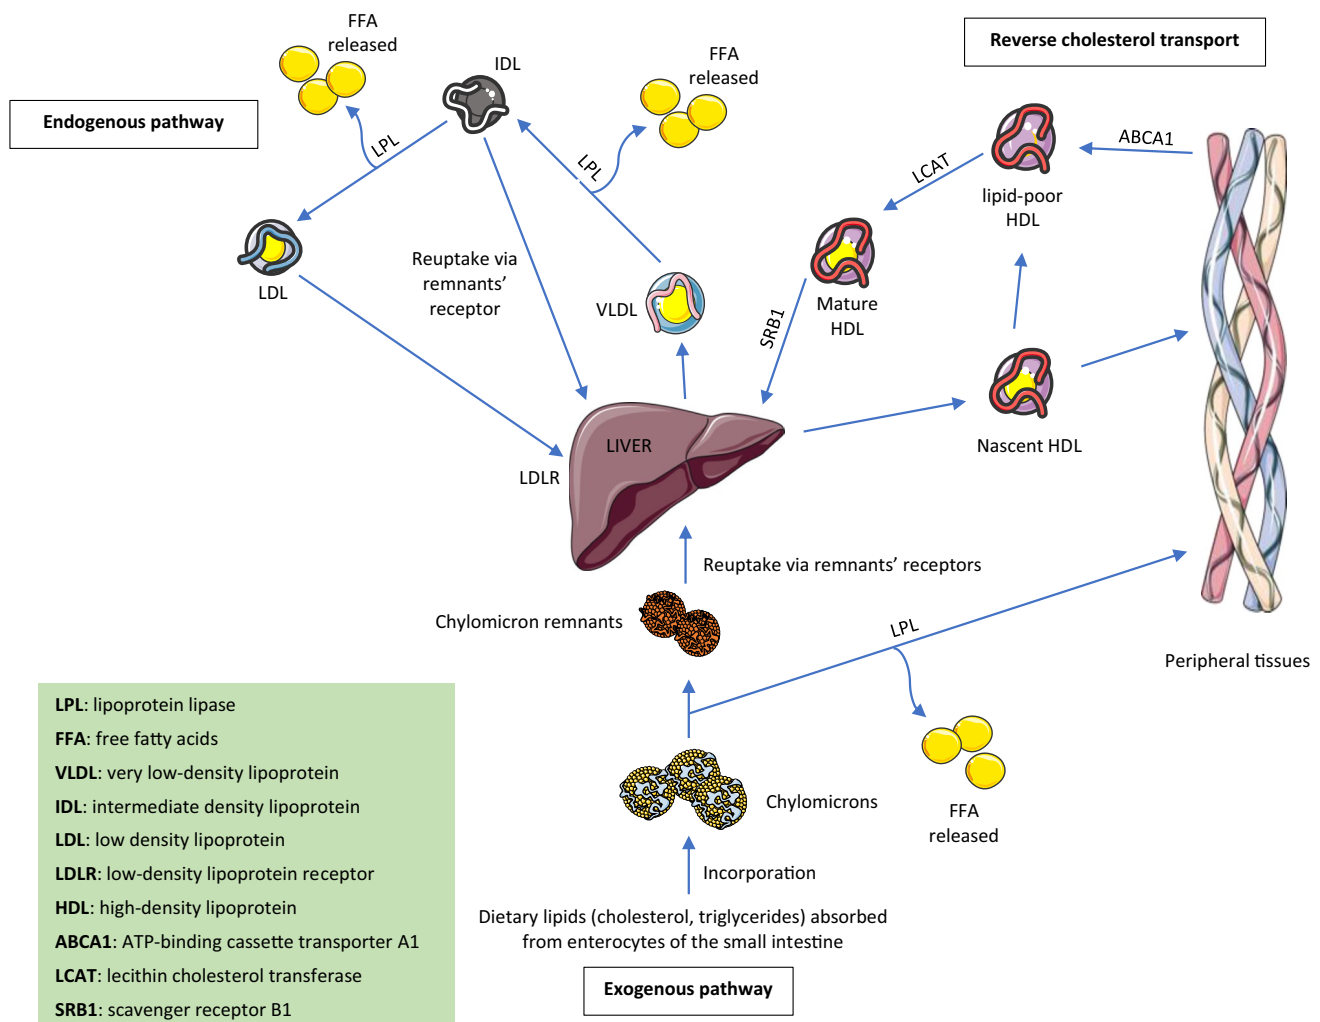 FFA
released
IDL
FFA
released
Reverse cholesterol transport
Endogenous pathway
LPL
LPL
ABCA1
LCAT
lipid-poor
HDL
Reuptake via
remnants’
receptor
LDL
VLDL
Mature
HDL
SRB1
LIVER
LDLR
Nascent HDL
Reuptake via remnants’ receptors
Chylomicron remnants
LPL
Peripheral tissues
Chylomicrons
FFA
released
Incorporation
Dietary lipids (cholesterol, triglycerides) absorbed
from enterocytes of the small intestine
Exogenous pathway
LPL: lipoprotein lipase
FFA: free fatty acids
VLDL: very low-density lipoprotein
IDL: intermediate density lipoprotein
LDL: low density lipoprotein
LDLR: low-density lipoprotein receptor
HDL: high-density lipoprotein
ABCA1: ATP-binding cassette transporter A1
LCAT: lecithin cholesterol transferase
SRB1: scavenger receptor B1